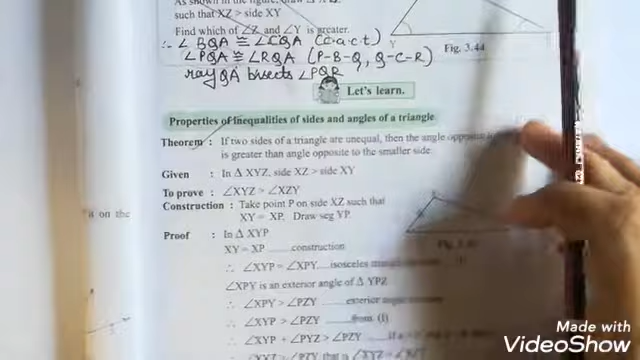 As shown in the figure, draw
such that XZ > side XY
Find which of ∠Z and ∠Y is greater.
∴ ∠BQA ≅ ∠CQA (c.a.c.t)
∠PQA ≅ ∠RQA (P-B-Q, Q-C-R)
ray QA bisects ∠PQR
Y
Fig. 3.44
Let's learn.
Properties of inequalities of sides and angles of a triangle
Theorem : If two sides of a triangle are unequal, then the angle
is greater than angle opposite to the smaller side.
Given : In Δ XYZ, side XZ > side XY
To prove : ∠XYZ > ∠XZY
Construction : Take point P on side XZ such that
XY = XP, Draw seg YP.
is on the
Proof : In Δ XYP
XY = XP .........construction
∴ ∠XYP = ∠XPY.....isosceles
∠XPY is an exterior angle of Δ YPZ.
∴ ∠XPY > ∠PZY .........exterior angle
∴ ∠XYP > ∠PZY .........from (I)
∴ ∠XYP + ∠PYZ > ∠PZY
Made with
VideoShow